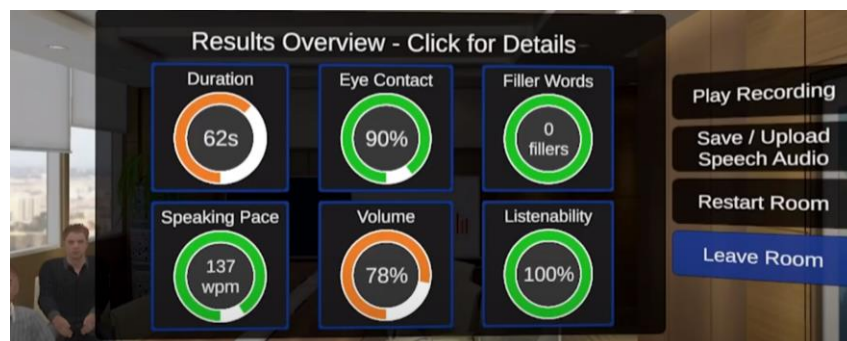 Results Overview - Click for Details
Duration
62s
Eye Contact
90%
Filler Words
0
fillers
Speaking Pace
137
wpm
Volume
78%
Listenability
100%
Play Recording
Save / Upload
Speech Audio
Restart Room
Leave Room